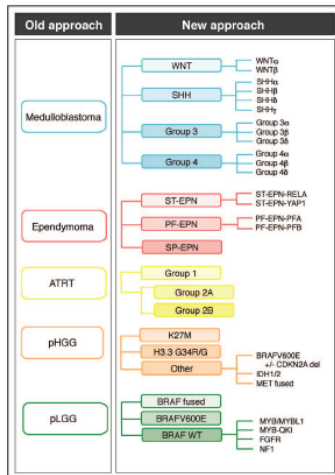 Old approach
New approach
Medulloblastoma
WNT
WNTα
WNTβ
SHH
SHHα
SHHβ
SHHδ
SHHγ
Group 3
Group 3α
Group 3β
Group 3δ
Group 4
Group 4α
Group 4β
Group 4δ
Ependymoma
ST-EPN
ST-EPN-RELA
ST-EPN-YAP1
PF-EPN
PF-EPN-PFA
PF-EPN-PFB
SP-EPN
ATRT
Group 1
Group 2A
Group 2B
pHGG
K27M
H3.3 G34R/G
Other
BRAFV600E
+/- CDKN2A del
IDH1/2
MET fused
pLGG
BRAF fused
BRAFV600E
BRAF WT
MYB/MYBL1
MYB-QKI
FGFR
NF1